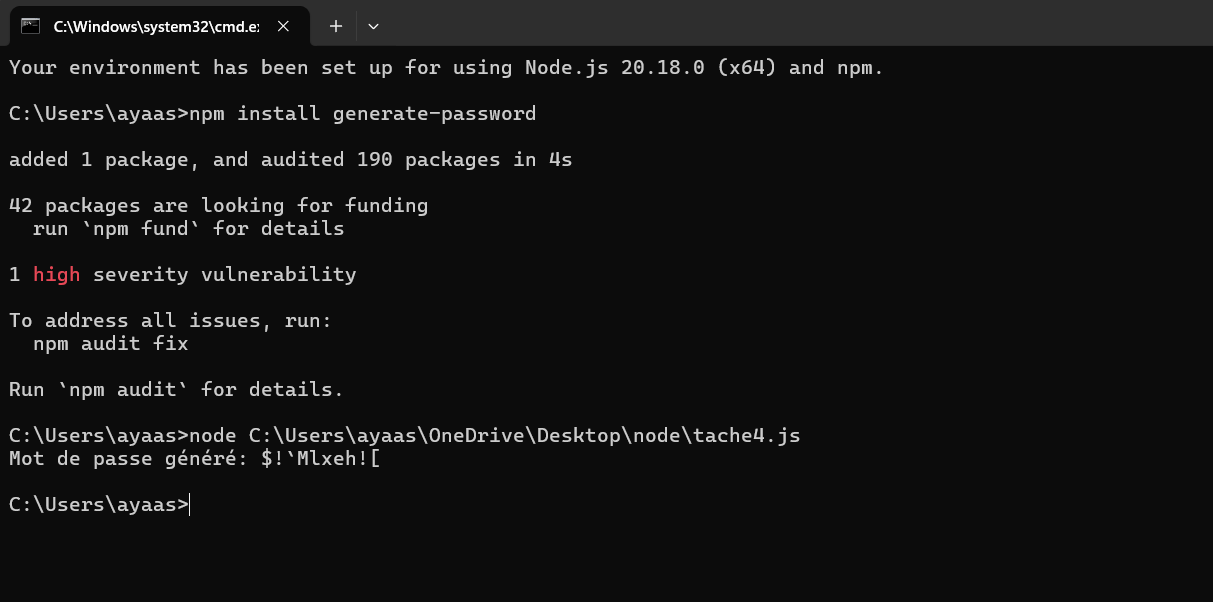 C:\Windows\system32\cmd.e
Your environment has been set up for using Node.js 20.18.0 (x64) and npm.
C:\Users\ayaas>npm install generate-password
added 1 package, and audited 190 packages in 4s
42 packages are looking for funding
  run `npm fund` for details
1 high severity vulnerability
To address all issues, run:
  npm audit fix
Run `npm audit` for details.
C:\Users\ayaas>node C:\Users\ayaas\OneDrive\Desktop\node\tache4.js
Mot de passe généré: $!`Mlxeh![
C:\Users\ayaas>